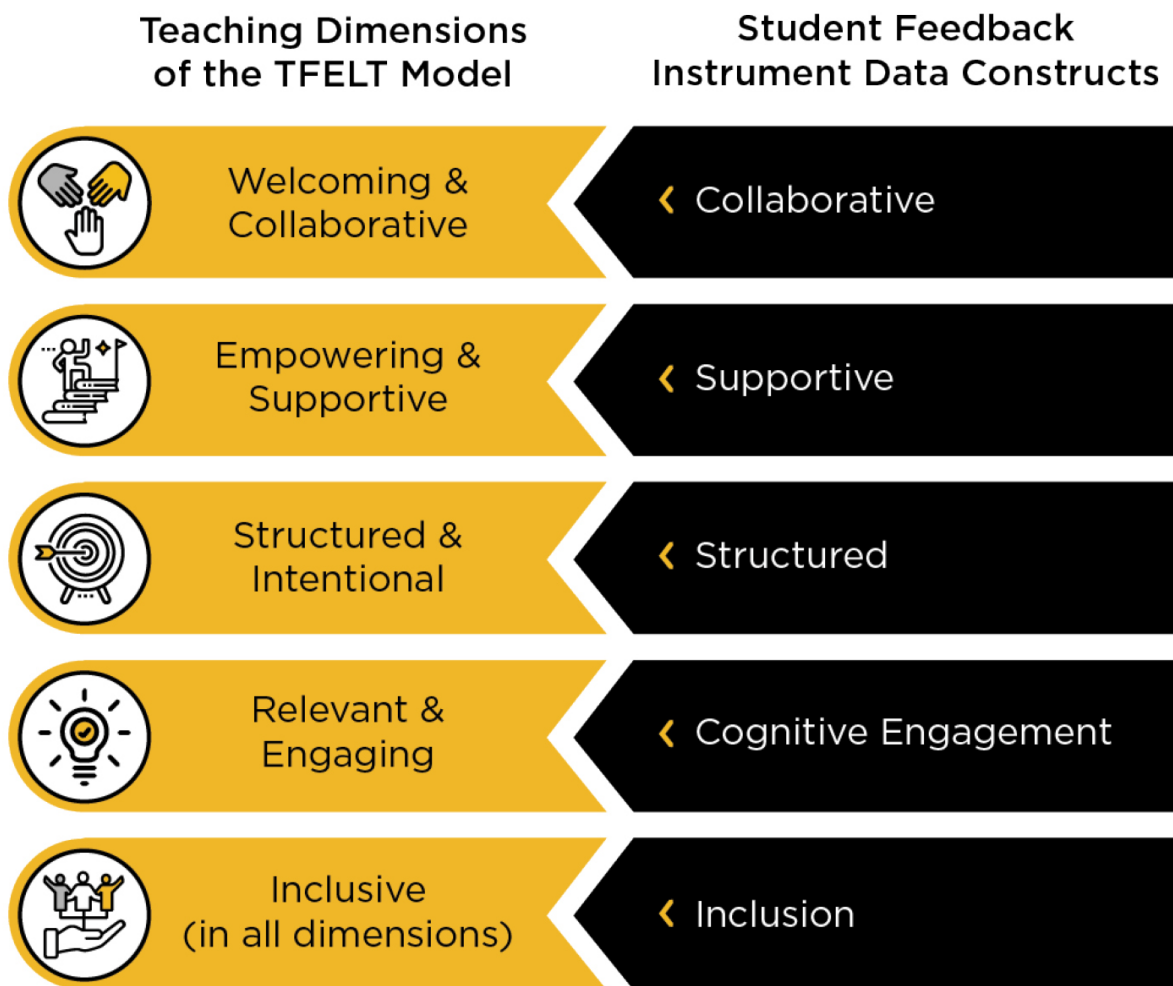 Teaching Dimensions
of the TFELT Model
Student Feedback
Instrument Data Constructs
Welcoming &
Collaborative
Collaborative
Empowering &
Supportive
Supportive
Structured &
Intentional
Structured
Relevant &
Engaging
Cognitive Engagement
Inclusive
(in all dimensions)
Inclusion